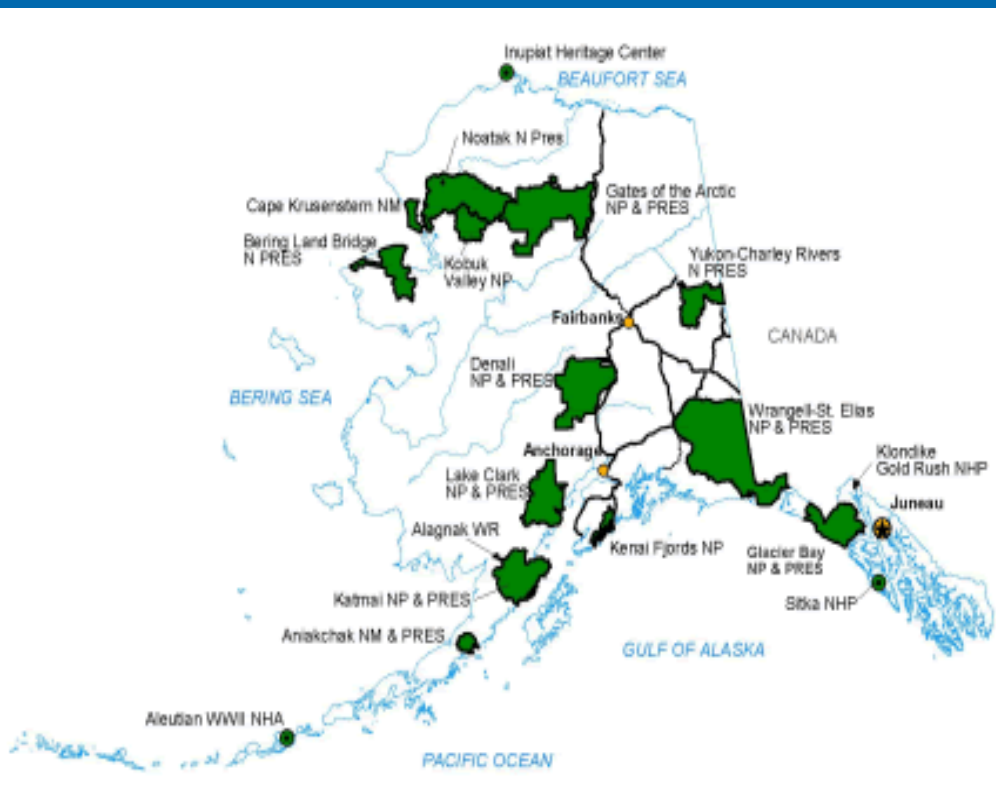 Inupiat Heritage Center
BEAUFORT SEA
Noatak N Pres
Cape Krusenstern NM
Gates of the Arctic
NP & PRES
Bering Land Bridge
N PRES
Kobuk
Valley NP
Yukon-Charley Rivers
N PRES
Fairbanks
CANADA
Denali
NP & PRES
BERING SEA
Wrangell-St. Elias
NP & PRES
Anchorage
Klondike
Gold Rush NHP
Lake Clark
NP & PRES
Juneau
Alagnak WR
Kenai Fjords NP
Glacier Bay
NP & PRES
Katmai NP & PRES
Sitka NHP
Aniakchak NM & PRES
GULF OF ALASKA
Aleutian WWII NHA
PACIFIC OCEAN